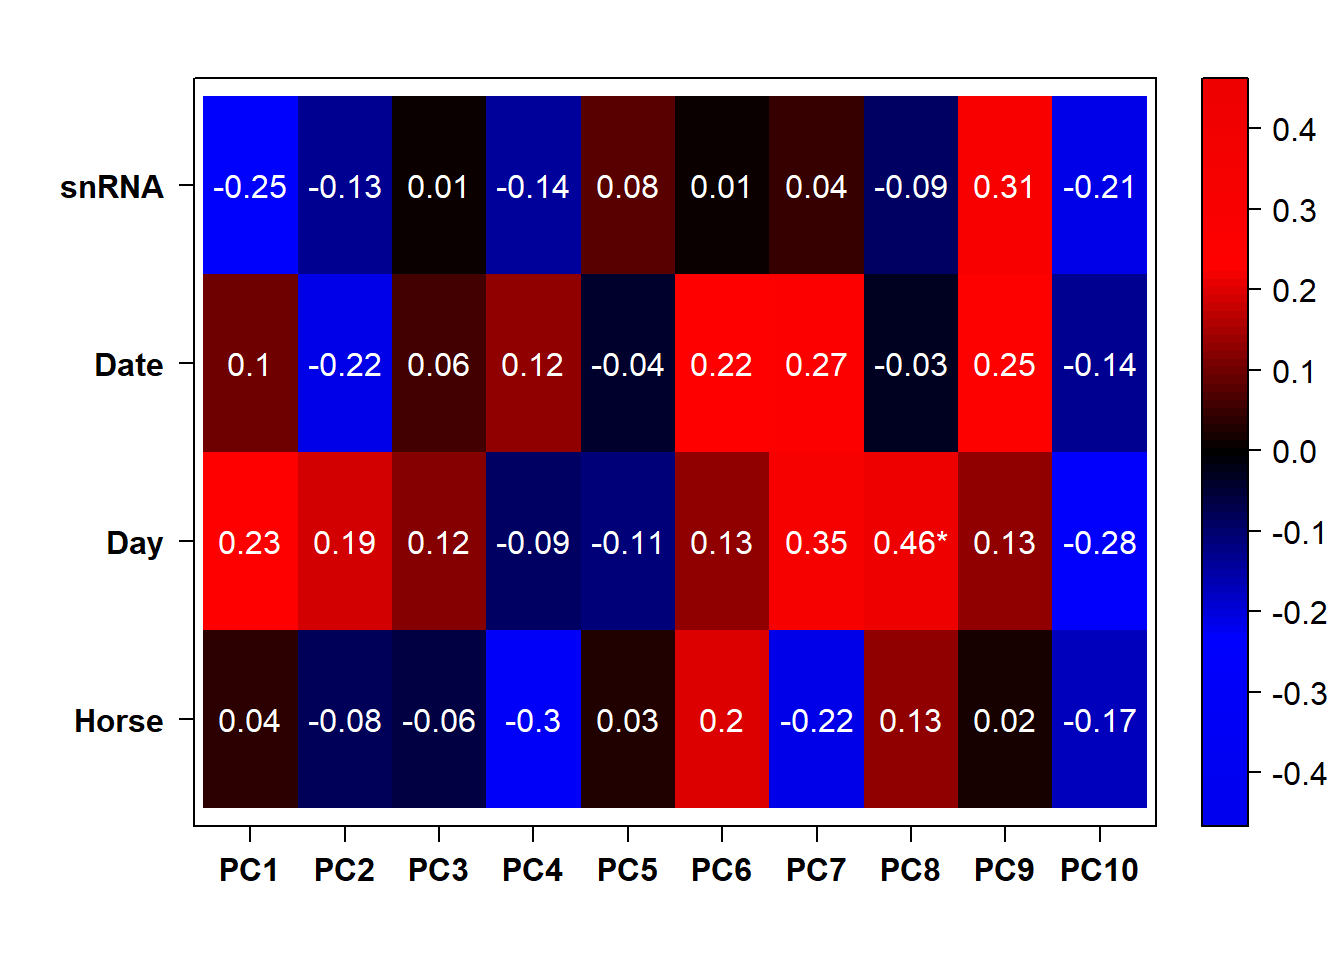 snRNA -0.25 -0.13 0.01 -0.14 0.08 0.01 0.04 -0.09 0.31 -0.21
Date 0.1 -0.22 0.06 0.12 -0.04 0.22 0.27 -0.03 0.25 -0.14
Day 0.23 0.19 0.12 -0.09 -0.11 0.13 0.35 0.46* 0.13 -0.28
Horse 0.04 -0.08 -0.06 -0.3 0.03 0.2 -0.22 0.13 0.02 -0.17
PC1 PC2 PC3 PC4 PC5 PC6 PC7 PC8 PC9 PC10
0.4
0.3
0.2
0.1
0.0
-0.1
-0.2
-0.3
-0.4